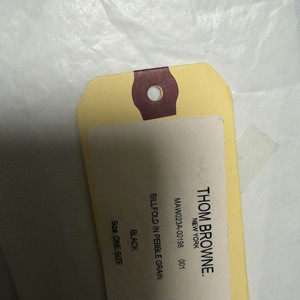 THOM BROWNE.
NEW YORK
MAW023A-00198 001
BILLFOLD IN PEBBLE GRAIN
BLACK
Size ONE SIZE